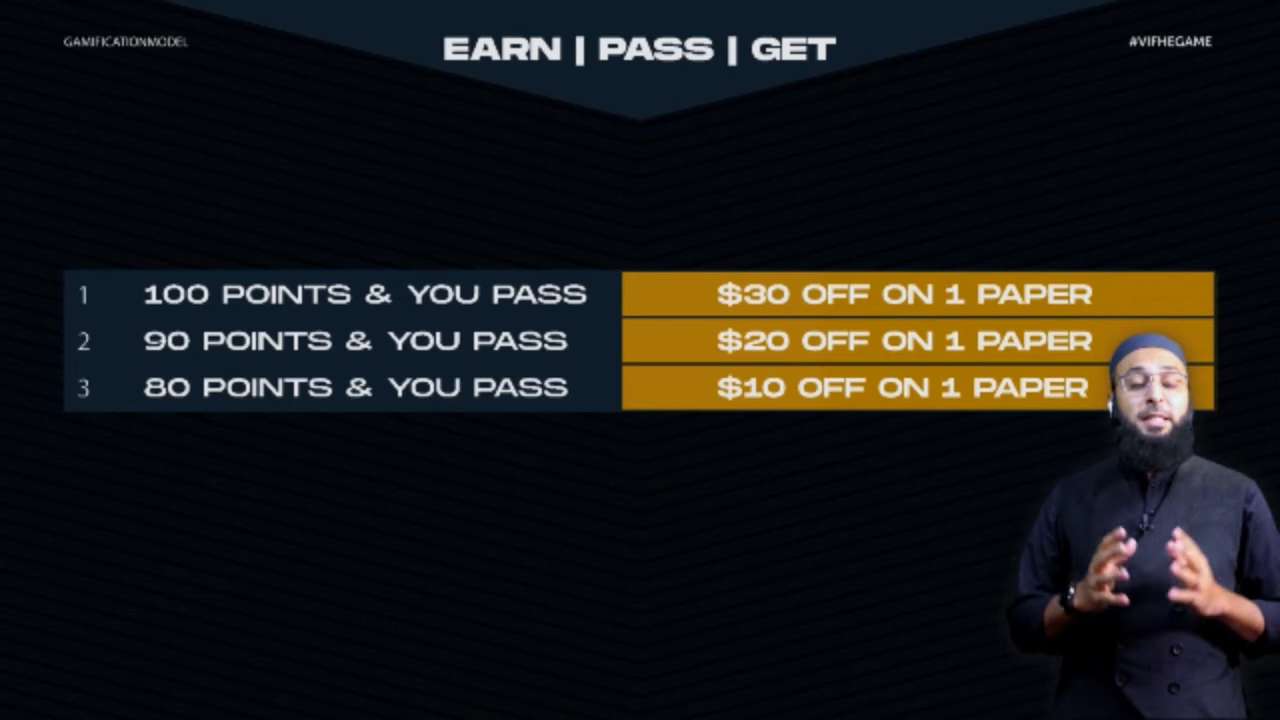 GAMIFICATIONMODEL
EARN | PASS | GET
#VIFHEGAME
1 100 POINTS & YOU PASS $30 OFF ON 1 PAPER
2 90 POINTS & YOU PASS $20 OFF ON 1 PAPER
3 80 POINTS & YOU PASS $10 OFF ON 1 PAPER